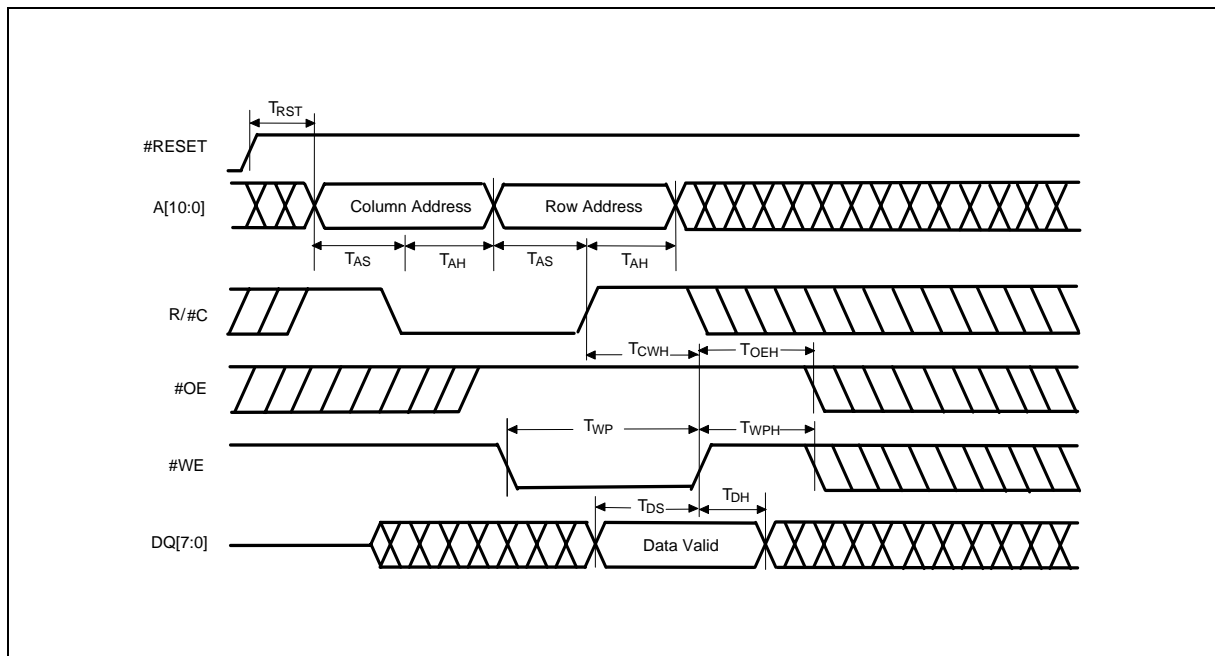 TRST
#RESET
A[10:0]
Column Address
Row Address
TAS
TAH
TAS
TAH
R/#C
TCWH
TOEH
#OE
TWP
TWPH
#WE
TDS
TDH
DQ[7:0]
Data Valid